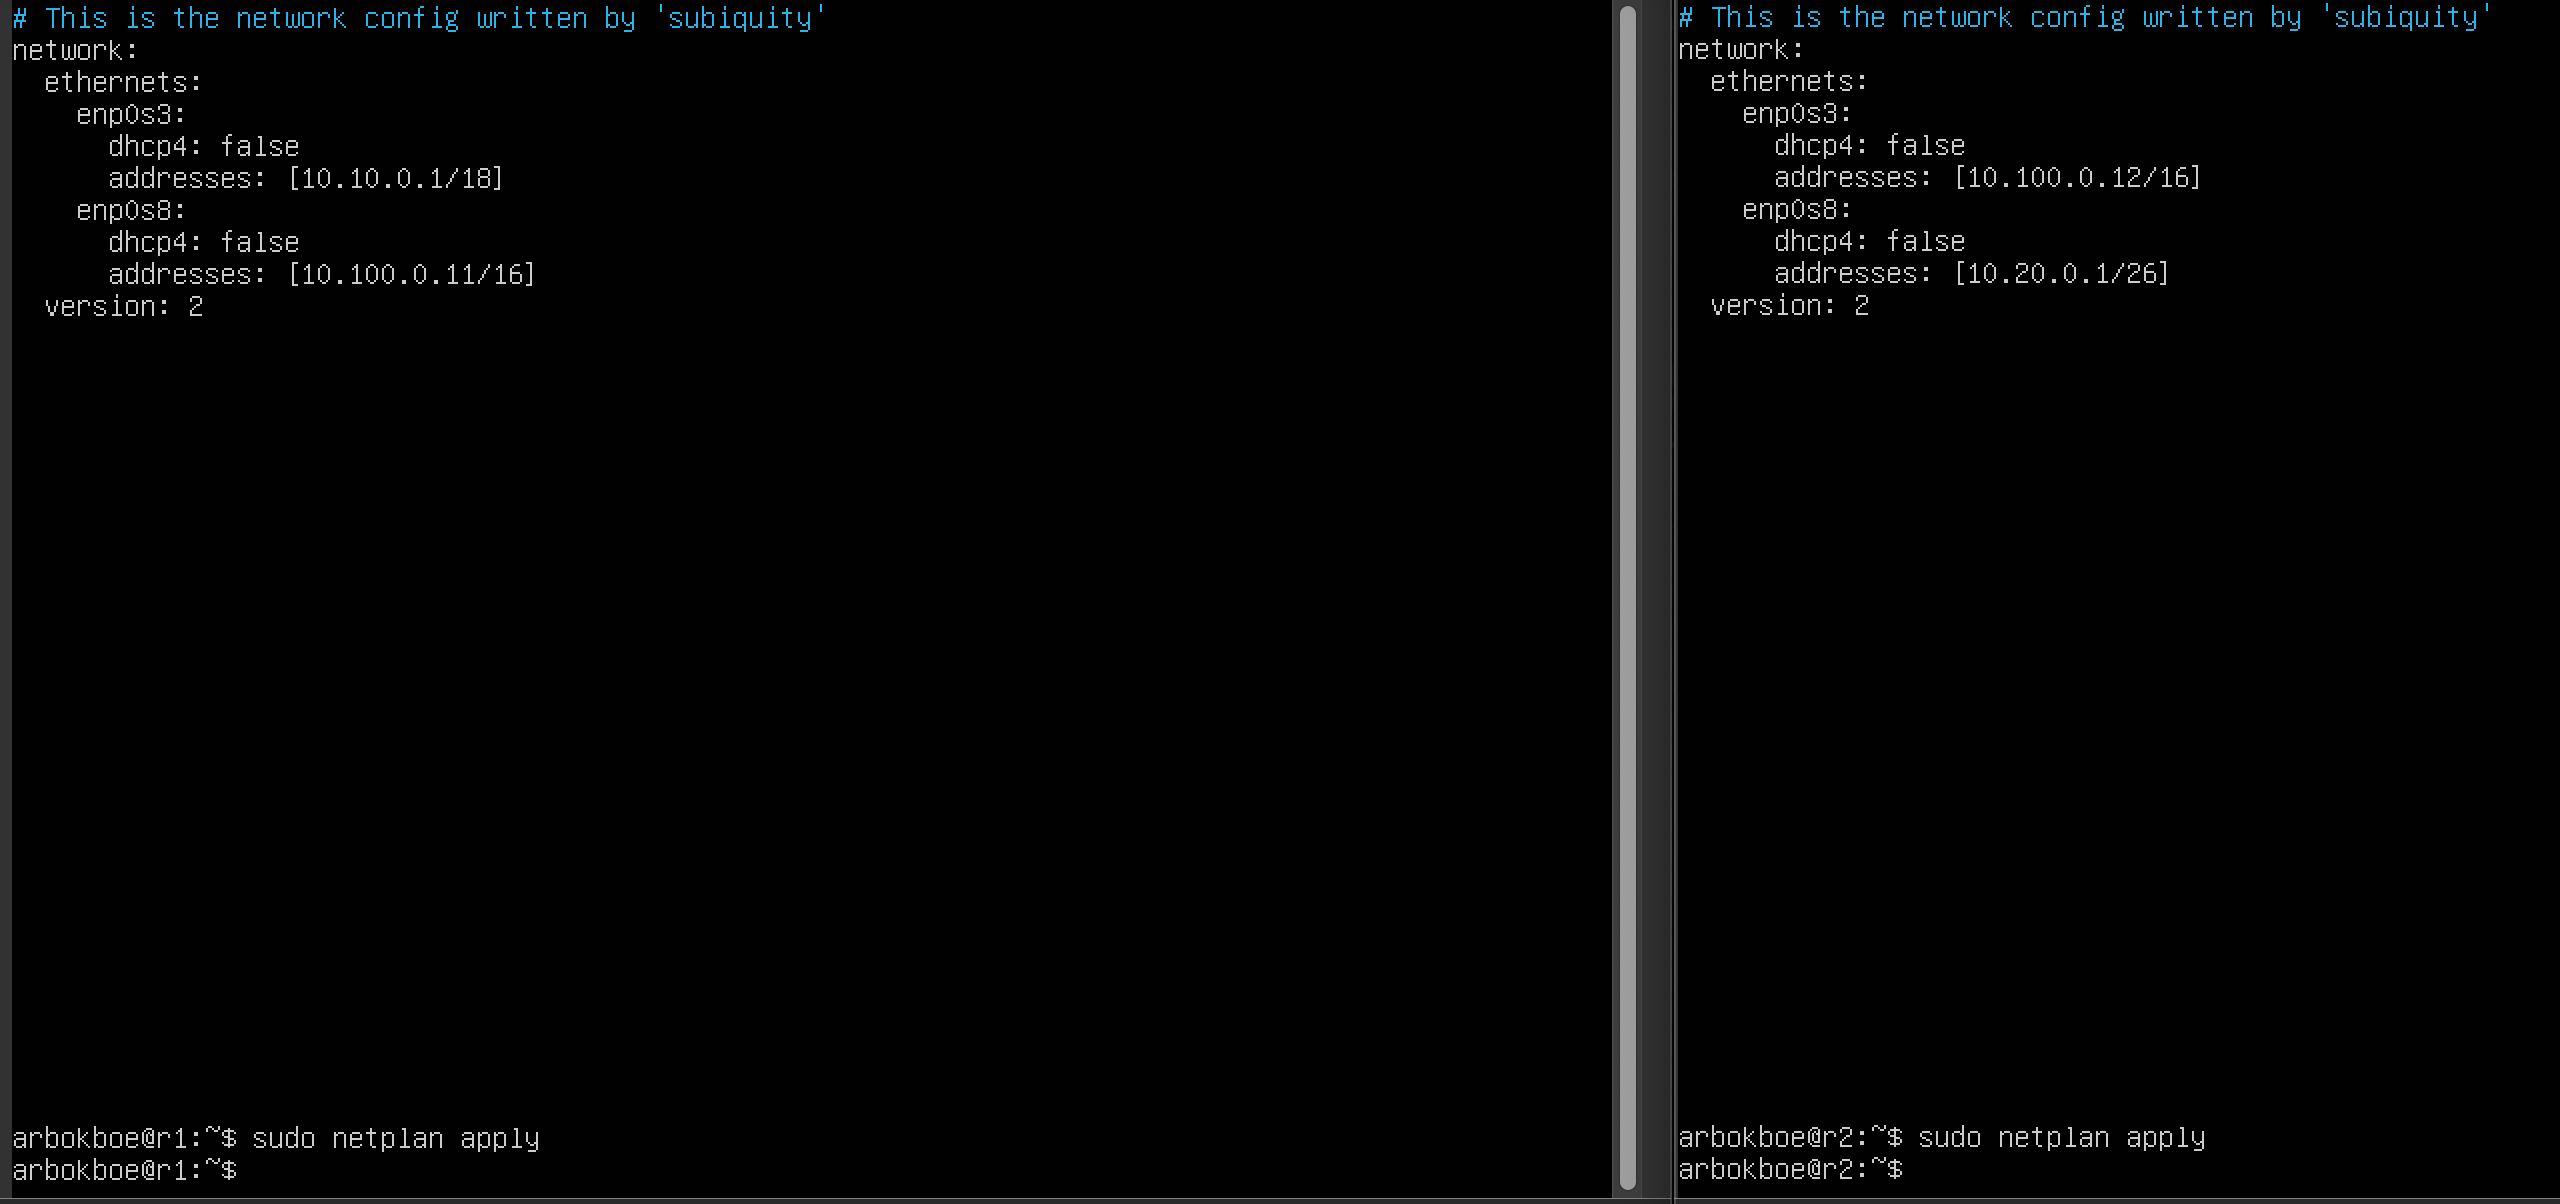 # This is the network config written by 'subiquity'
network:
  ethernets:
    enp0s3:
      dhcp4: false
      addresses: [10.10.0.1/18]
    enp0s8:
      dhcp4: false
      addresses: [10.100.0.11/16]
  version: 2
arbokboe@r1:~$ sudo netplan apply
arbokboe@r1:~$
# This is the network config written by 'subiquity'
network:
  ethernets:
    enp0s3:
      dhcp4: false
      addresses: [10.100.0.12/16]
    enp0s8:
      dhcp4: false
      addresses: [10.20.0.1/26]
  version: 2
arbokboe@r2:~$ sudo netplan apply
arbokboe@r2:~$